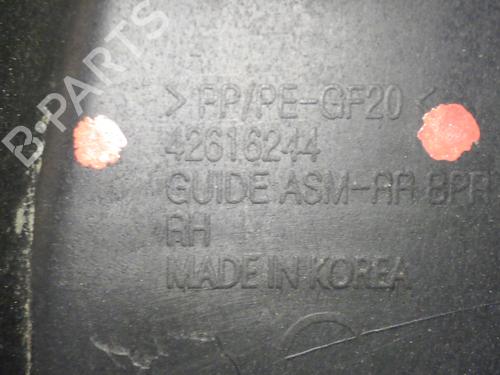 B-PARTS
>PP/PE-GF20<
42616244
GUIDE ASM-RR BPR
RH
MADE IN KOREA